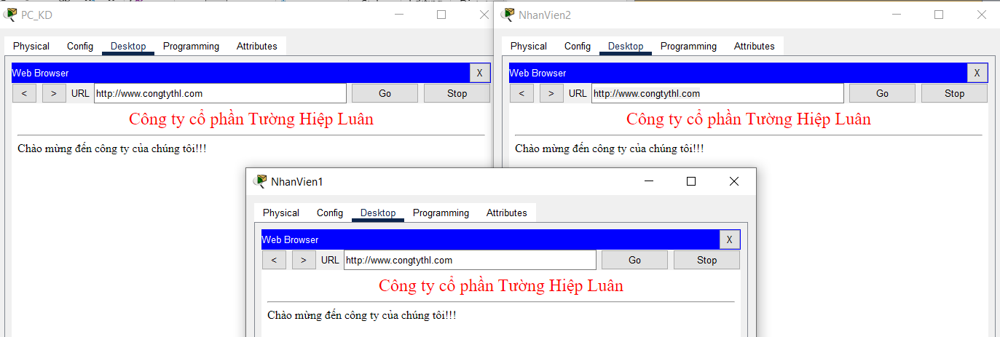 PC_KD
Physical Config Desktop Programming Attributes
Web Browser X
< > URL http://www.congtythl.com Go Stop
Công ty cổ phần Tường Hiệp Luân
Chào mừng đến công ty của chúng tôi!!!
NhanVien2
Physical Config Desktop Programming Attributes
Web Browser X
< > URL http://www.congtythl.com Go Stop
Công ty cổ phần Tường Hiệp Luân
Chào mừng đến công ty của chúng tôi!!!
NhanVien1
Physical Config Desktop Programming Attributes
Web Browser X
< > URL http://www.congtythl.com Go Stop
Công ty cổ phần Tường Hiệp Luân
Chào mừng đến công ty của chúng tôi!!!